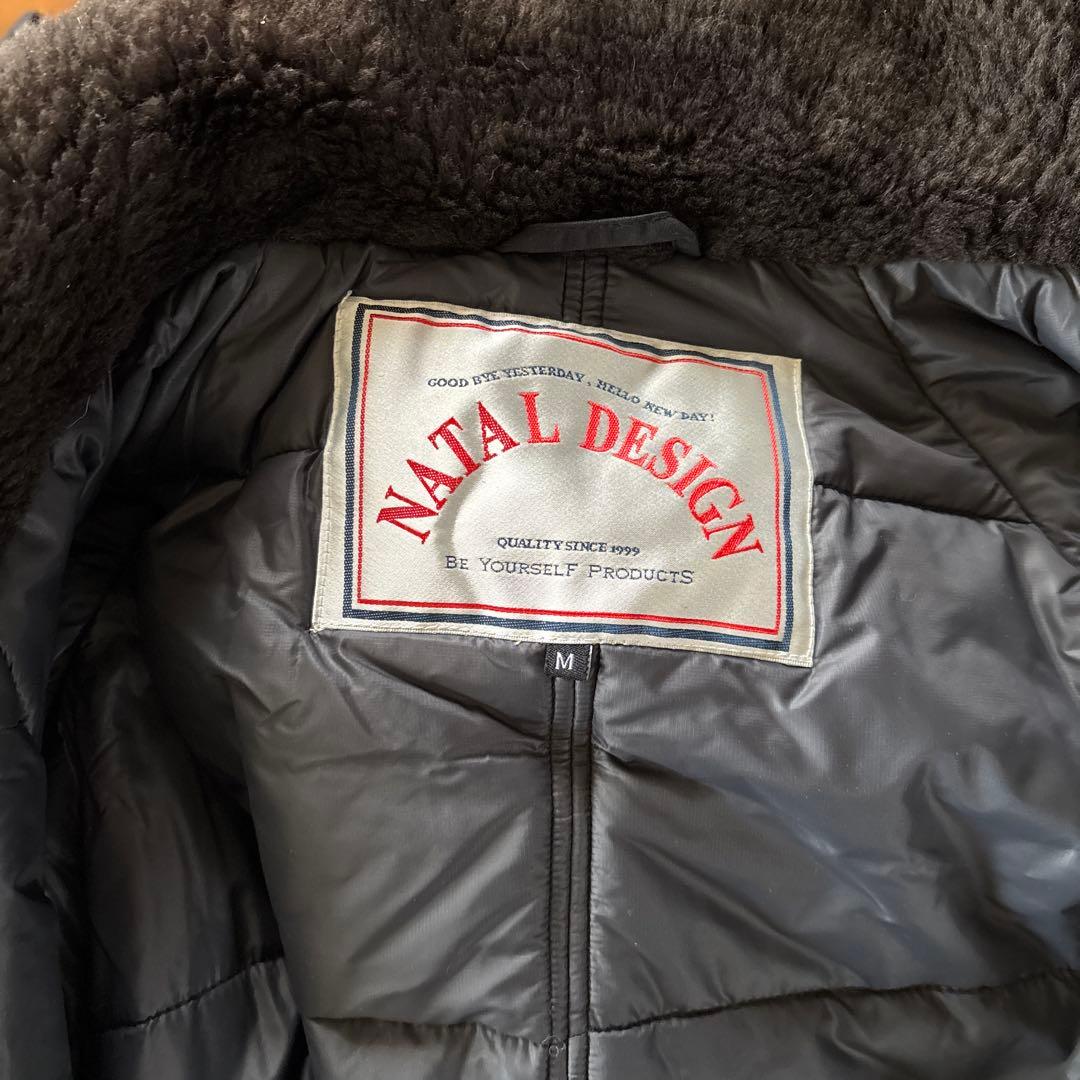 GOOD BYE YESTERDAY, HELLO NEW DAY!
NATAL DESIGN
QUALITY SINCE 1999
BE YOURSELF PRODUCTS
M